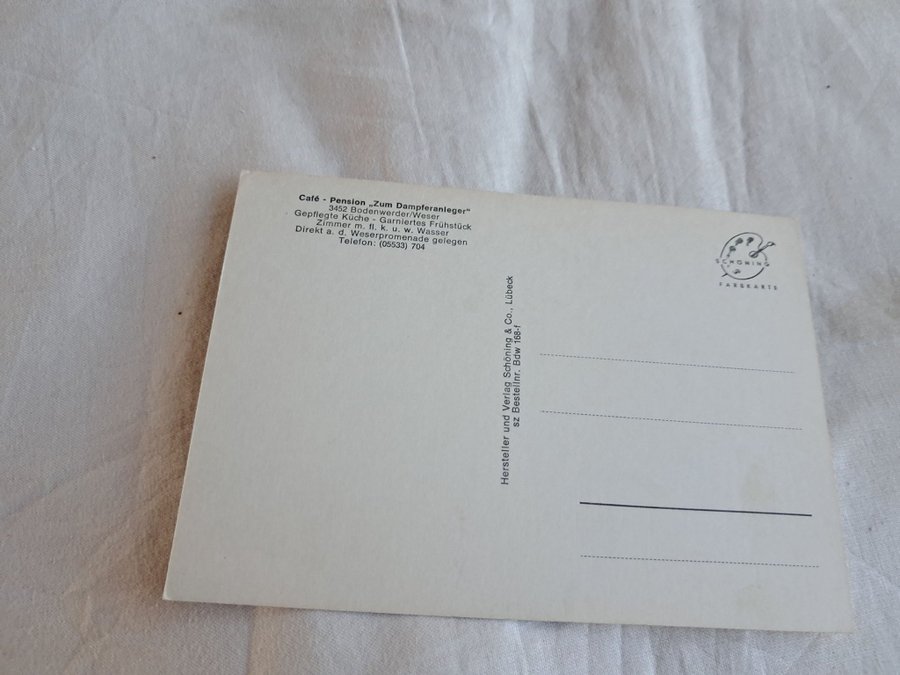 Café - Pension „Zum Dampferanleger"
3452 Bodenwerder/Weser
Gepflegte Küche - Garniertes Frühstück
Zimmer m. fl. k. u. w. Wasser
Direkt a. d. Weserpromenade gelegen
Telefon: (05533) 704
Hersteller und Verlag Schöning & Co., Lübeck
sz Bestellnr. Bdw 168-f
SCHÖNING
FARBKARTE